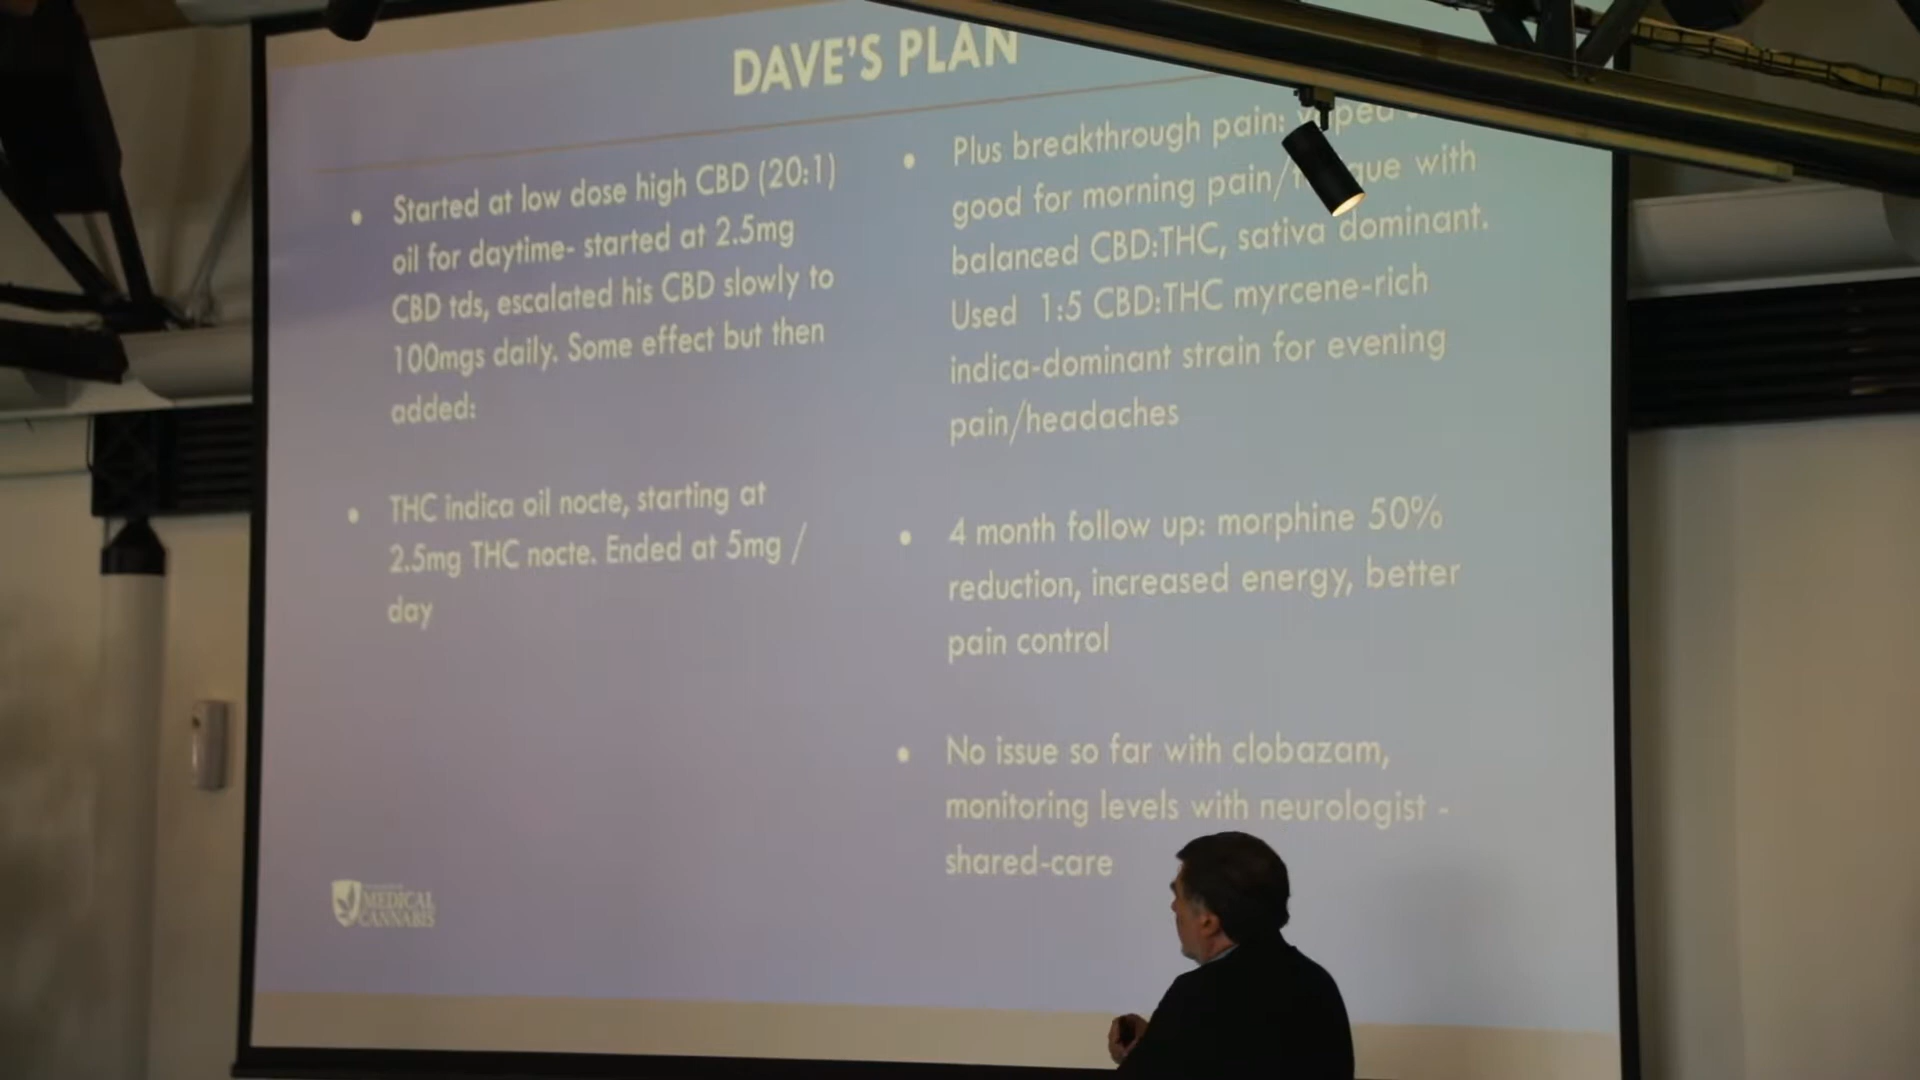 DAVE'S PLAN
• Started at low dose high CBD (20:1)
oil for daytime- started at 2.5mg
CBD tds, escalated his CBD slowly to
100mgs daily. Some effect but then
added:
• THC indica oil nocte, starting at
2.5mg THC nocte. Ended at 5mg /
day
• Plus breakthrough pain:
good for morning pain/ with
balanced CBD:THC, sativa dominant.
Used 1:5 CBD:THC myrcene-rich
indica-dominant strain for evening
pain/headaches
• 4 month follow up: morphine 50%
reduction, increased energy, better
pain control
• No issue so far with clobazam,
monitoring levels with neurologist -
shared-care
MEDICAL
CANNABIS